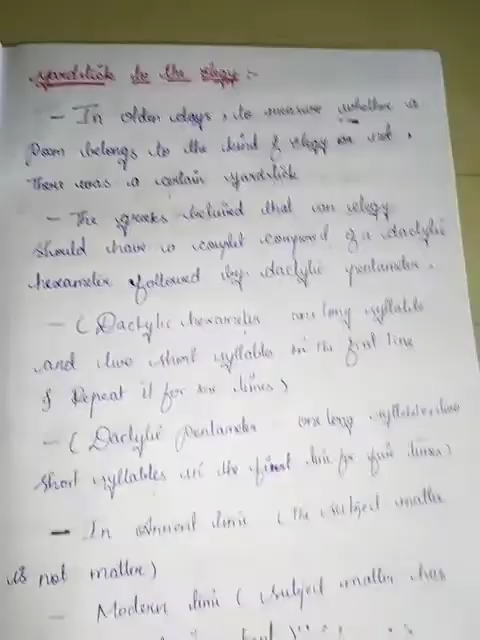 yardstick to the elegy :-
- In older days, to measure whether a
Poem belongs to the kind of elegy or not,
There was a certain yardstick
- The greeks belived that an elegy
should have a couplet composed of a dactylic
hexameter followed by dactylic pentameter.
- (Dactylic hexameter one long syllable
and two short syllables in the first line
& Repeat it for six times)
- (Dactylic pentameter one long syllable two
short syllables in the first line for five times)
- In Ancient time (the subject matter
is not matter)
- Modern time (subject matter has